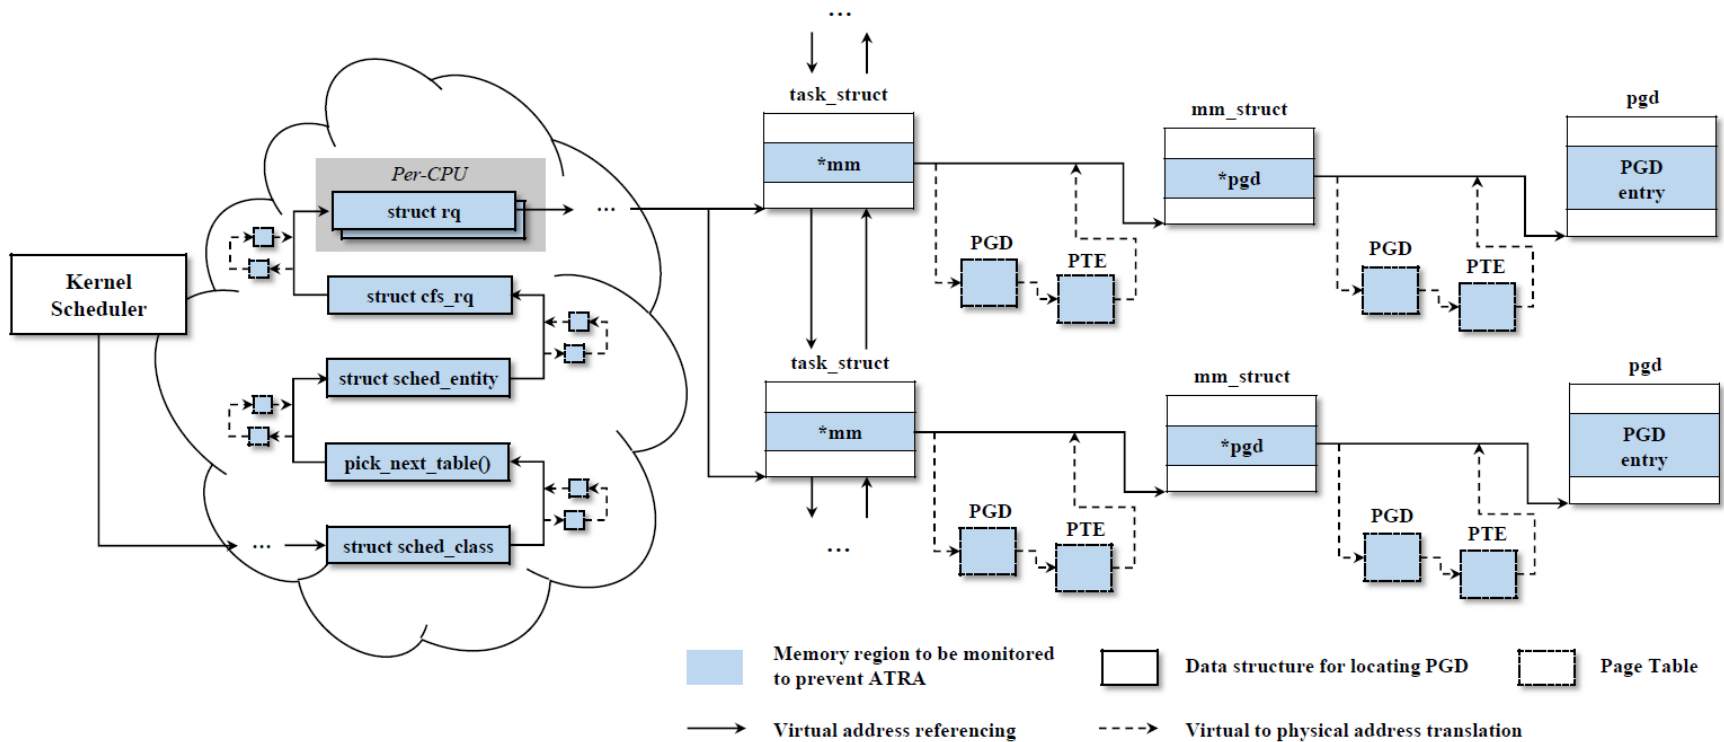 ...
task_struct
*mm
mm_struct
*pgd
pgd
PGD
entry
Per-CPU
struct rq
...
PGD
PTE
PGD
PTE
Kernel
Scheduler
struct cfs_rq
struct sched_entity
pick_next_table()
...
struct sched_class
task_struct
*mm
mm_struct
*pgd
pgd
PGD
entry
PGD
PTE
PGD
PTE
...
Memory region to be monitored
to prevent ATRA
Data structure for locating PGD
Page Table
Virtual address referencing
Virtual to physical address translation